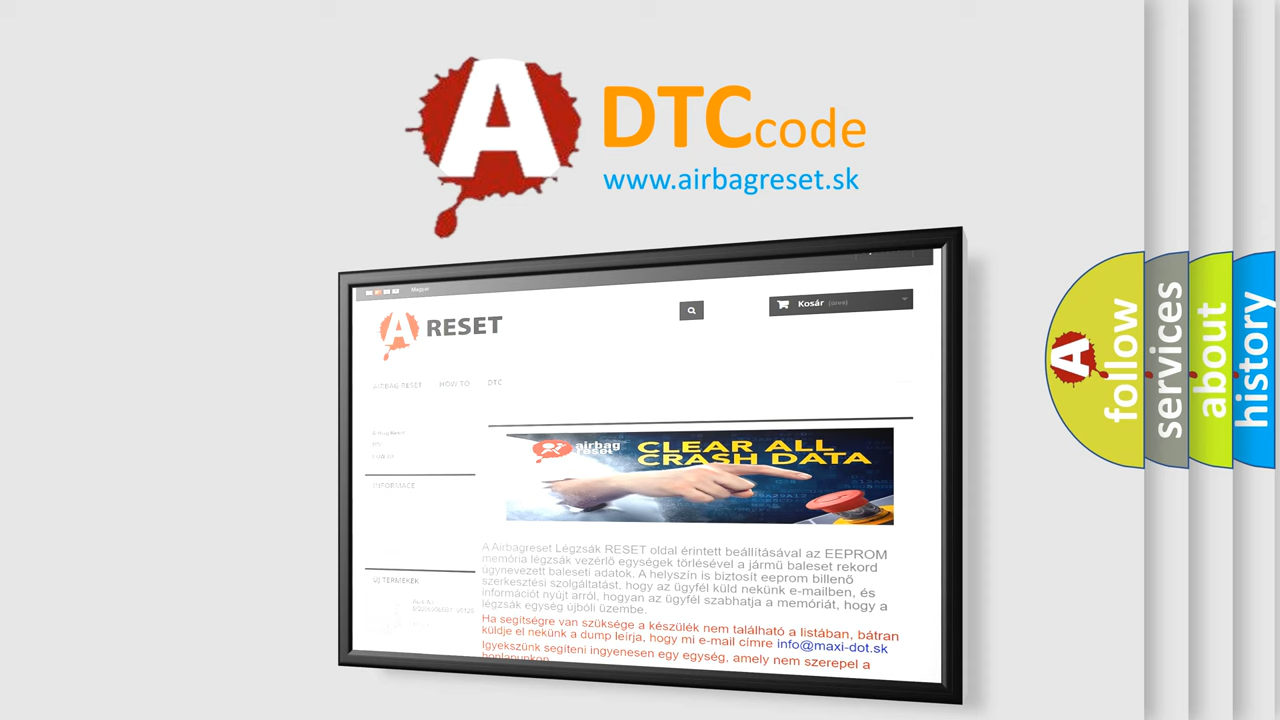 A DTC code
www.airbagreset.sk
Magyar
Kosár (üres)
A RESET
AIRBAG RESET HOW TO DTC
INFORMACE
airbag
reset
CLEAR ALL
CRASH DATA
A Airbagreset Légzsák RESET oldal érintett beállításával az EEPROM
memória légzsák vezérlő egységek törlésével a jármű baleset rekord
úgynevezett baleseti adatok. A helyszín is biztosít eeprom billenő
szerkesztési szolgáltatást, hogy az ügyfél küld nekünk e-mailben, és
információt nyújt arról, hogyan az ügyfél szabhatja a memóriát, hogy a
légzsák egység újbóli üzembe.
ÚJ TERMÉKEK
Ha segítségre van szüksége a készülék nem található a listában, bátran
küldje el nekünk a dump leírja, hogy mi e-mail címre info@maxi-dot.sk
Igyekszünk segíteni ingyenesen egy egység, amely nem szerepel a
honlapunkon
A
follow
services
about
history